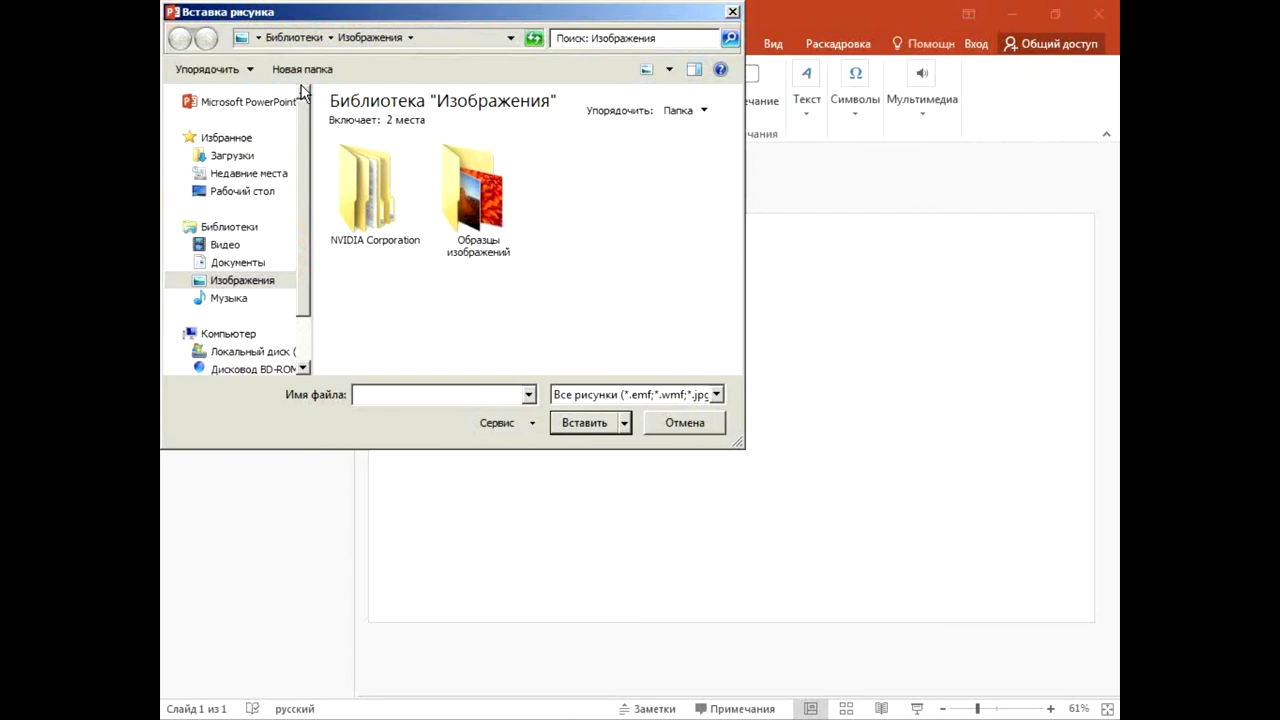 Вставка рисунка
Библиотеки Изображения
Поиск: Изображения
Вид Раскадровка Помощн Вход Общий доступ
Упорядочить Новая папка
Текст Символы Мультимедиа
Microsoft PowerPoint
Библиотека "Изображения"
Включает: 2 места
Упорядочить: Папка
Избранное
Загрузки
Недавние места
Рабочий стол
Библиотеки
Видео
Документы
Изображения
Музыка
Компьютер
Локальный диск (
Дисковод BD-ROM
NVIDIA Corporation
Образцы
изображений
Имя файла:
Все рисунки (*.emf;*.wmf;*.jpg
Сервис Вставить Отмена
Слайд 1 из 1 русский Заметки Примечания 61%